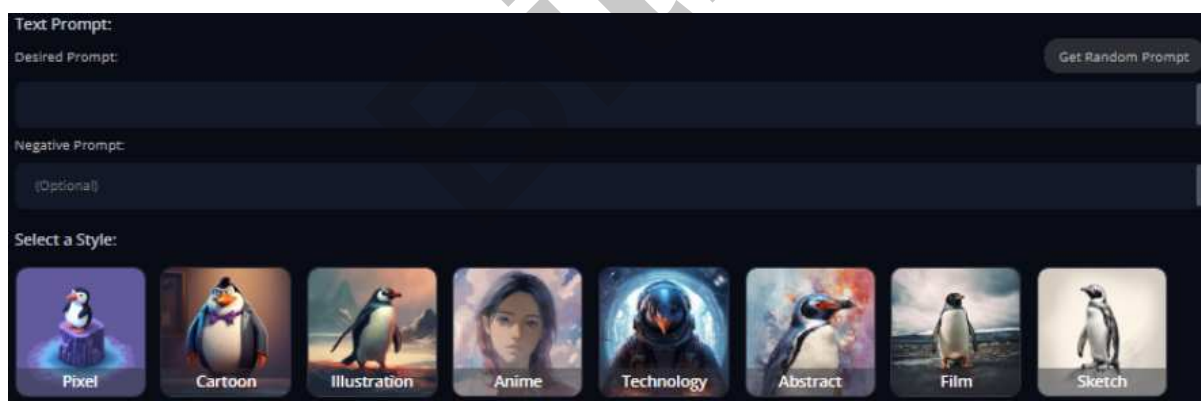 Text Prompt:
Desired Prompt:
Get Random Prompt
Negative Prompt:
(Optional)
Select a Style:
Pixel
Cartoon
Illustration
Anime
Technology
Abstract
Film
Sketch